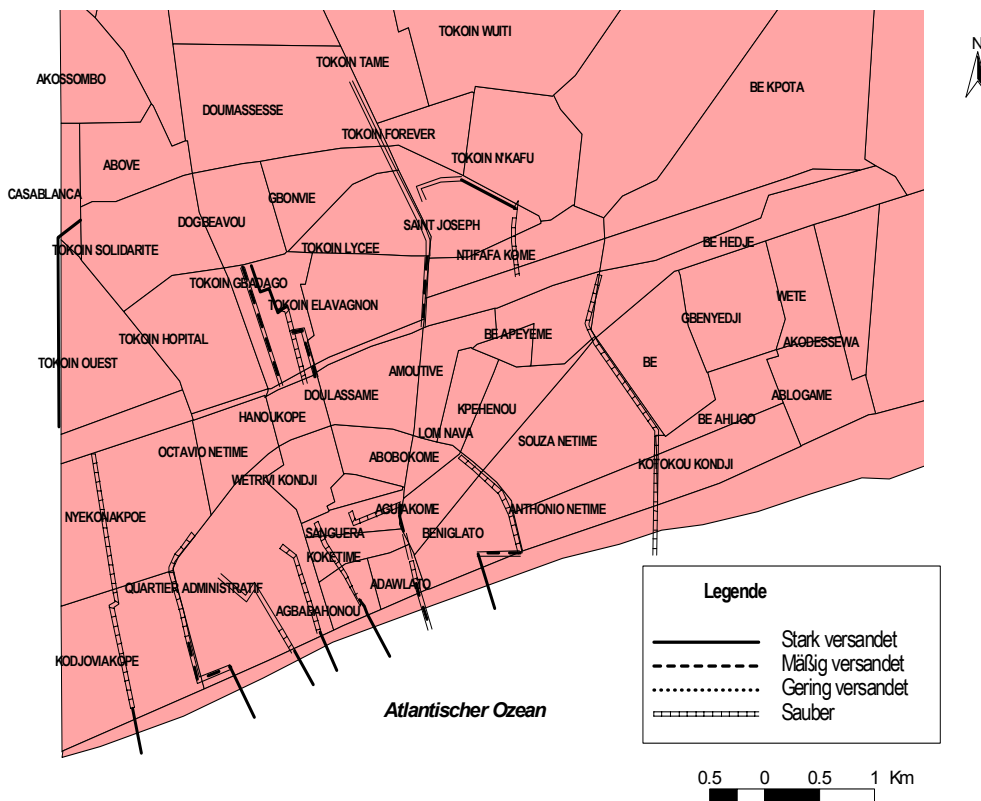 TOKOIN WUITI
N
TOKOIN TAME
AKOSSOMBO
BE KPOTA
DOUMASSESSE
TOKOIN FOREVER
TOKOIN N'KAFU
ABOVE
CASABLANCA
GBONVIE
DOGBEAVOU
SAINT JOSEPH
TOKOIN SOLIDARITE
TOKOIN LYCEE
BE HEDJE
NTIFAFA KOME
TOKOIN GBADAGO
WETE
TOKOIN ELAVAGNON
GBENYEDJI
TOKOIN HOPITAL
BE APEYEME
AKODESSEWA
TOKOIN OUEST
BE
AMOUTIVE
DOULASSAME
ABLOGAME
KPEHENOU
HANOUKOPE
BE AHLIGO
LOM NAVA
SOUZA NETIME
OCTAVIO NETIME
ABOBOKOME
KOTOKOU KONDJI
WETRIVI KONDJI
AGUIAKOME
ANTHONIO NETIME
NYEKONAKPOE
SANGUERA
BENIGLATO
KOKETIME
QUARTIER ADMINISTRATIF
ADAWLATO
AGBADAHONOU
KODJOVIAKOPE
Atlantischer Ozean
Legende
Stark versandet
Mäßig versandet
Gering versandet
Sauber
0.5 0 0.5 1 Km